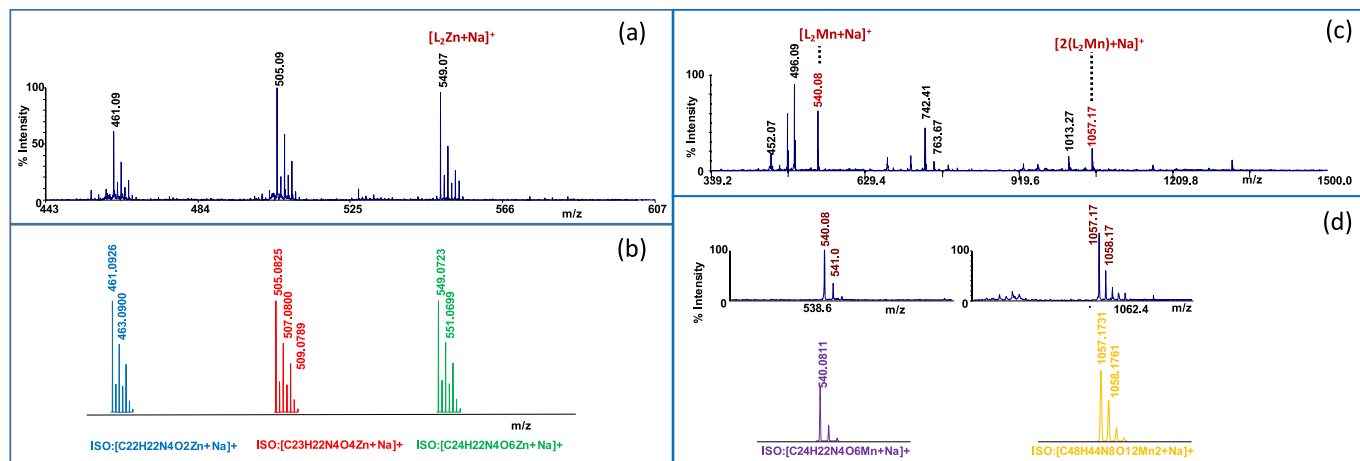 (a)
[L₂Zn+Na]⁺
505.09
549.07
461.09
100
50
0
% Intensity
443
484
525
566
607
m/z
(b)
461.0926
463.0900
505.0825
507.0800
509.0789
549.0723
551.0699
m/z
ISO:[C22H22N4O2Zn+Na]+
ISO:[C23H22N4O4Zn+Na]+
ISO:[C24H22N4O6Zn+Na]+
(c)
[L₂Mn+Na]⁺
[2(L₂Mn)+Na]⁺
496.09
540.08
452.07
742.41
763.67
1013.27
1057.17
100
0
% Intensity
339.2
629.4
919.6
1209.8
m/z
1500.0
(d)
540.08
541.0
1057.17
1058.17
100
0
100
0
% Intensity
538.6
m/z
1062.4
m/z
540.0811
1057.1731
1058.1761
ISO:[C24H22N4O6Mn+Na]+
ISO:[C48H44N8O12Mn2+Na]+